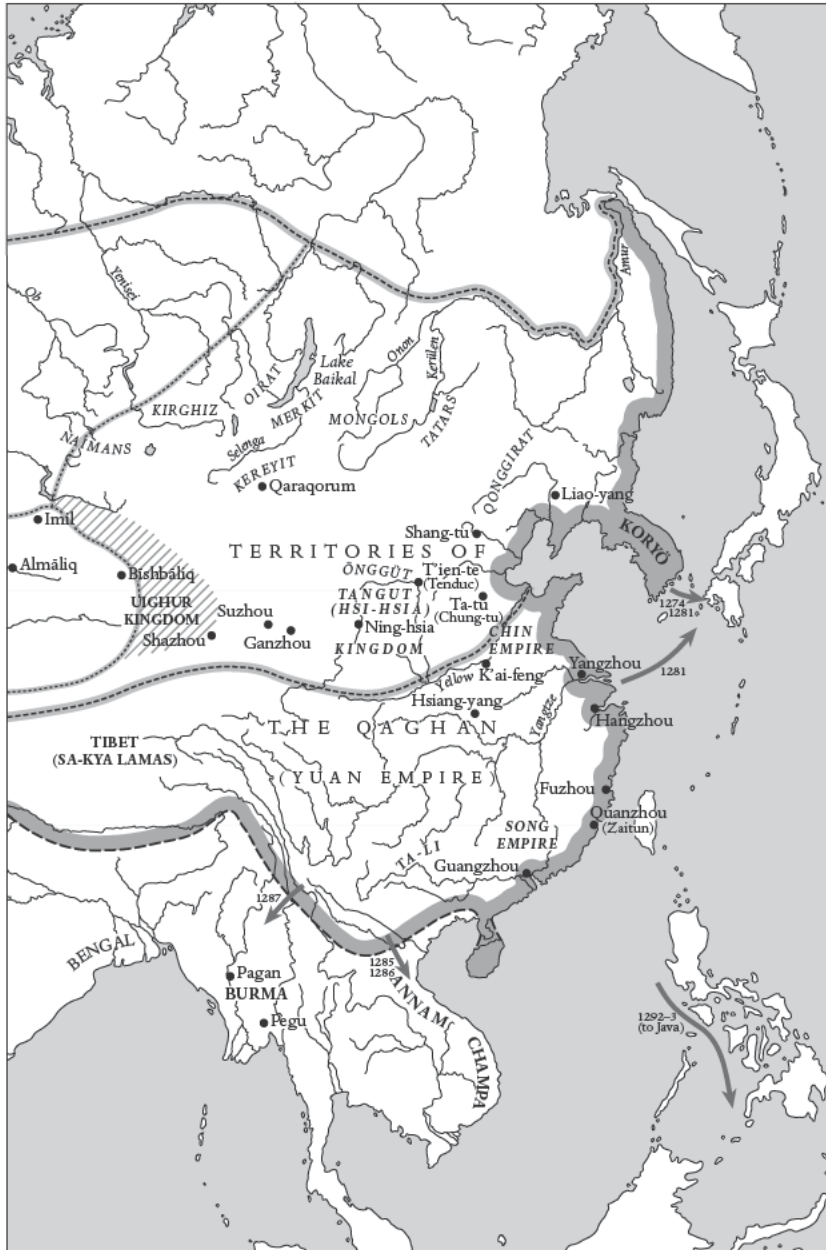 Amur
Ob
Yenisei
Lake
Baikal
Onon
Kerülen
OIRAT
KIRGHIZ
MERKIT
MONGOLS
TATARS
NAIMANS
Selenga
KEREYIT
Qaraqorum
QONGGIRAT
Liao-yang
Imil
Shang-tu
KORYŎ
TERRITORIES OF
Almāliq
Bīshbāliq
ÖNGGÜT
T'ien-te
(Tenduc)
UIGHUR
KINGDOM
TANGUT
(HSI-HSIA)
KINGDOM
Ta-tu
(Chung-tu)
1274
1281
Suzhou
Shazhou
Ganzhou
Ning-hsia
CHIN
EMPIRE
K'ai-feng
Yellow
Yangzhou
1281
Hsiang-yang
Yangtze
Hangzhou
THE QAGHAN
TIBET
(SA-KYA LAMAS)
(YUAN EMPIRE)
Fuzhou
Quanzhou
(Zaitun)
SONG
EMPIRE
TA-LI
Guangzhou
1287
BENGAL
1285
1286
Pagan
BURMA
ANNAM
Pegu
CHAMPA
1292–3
(to Java)